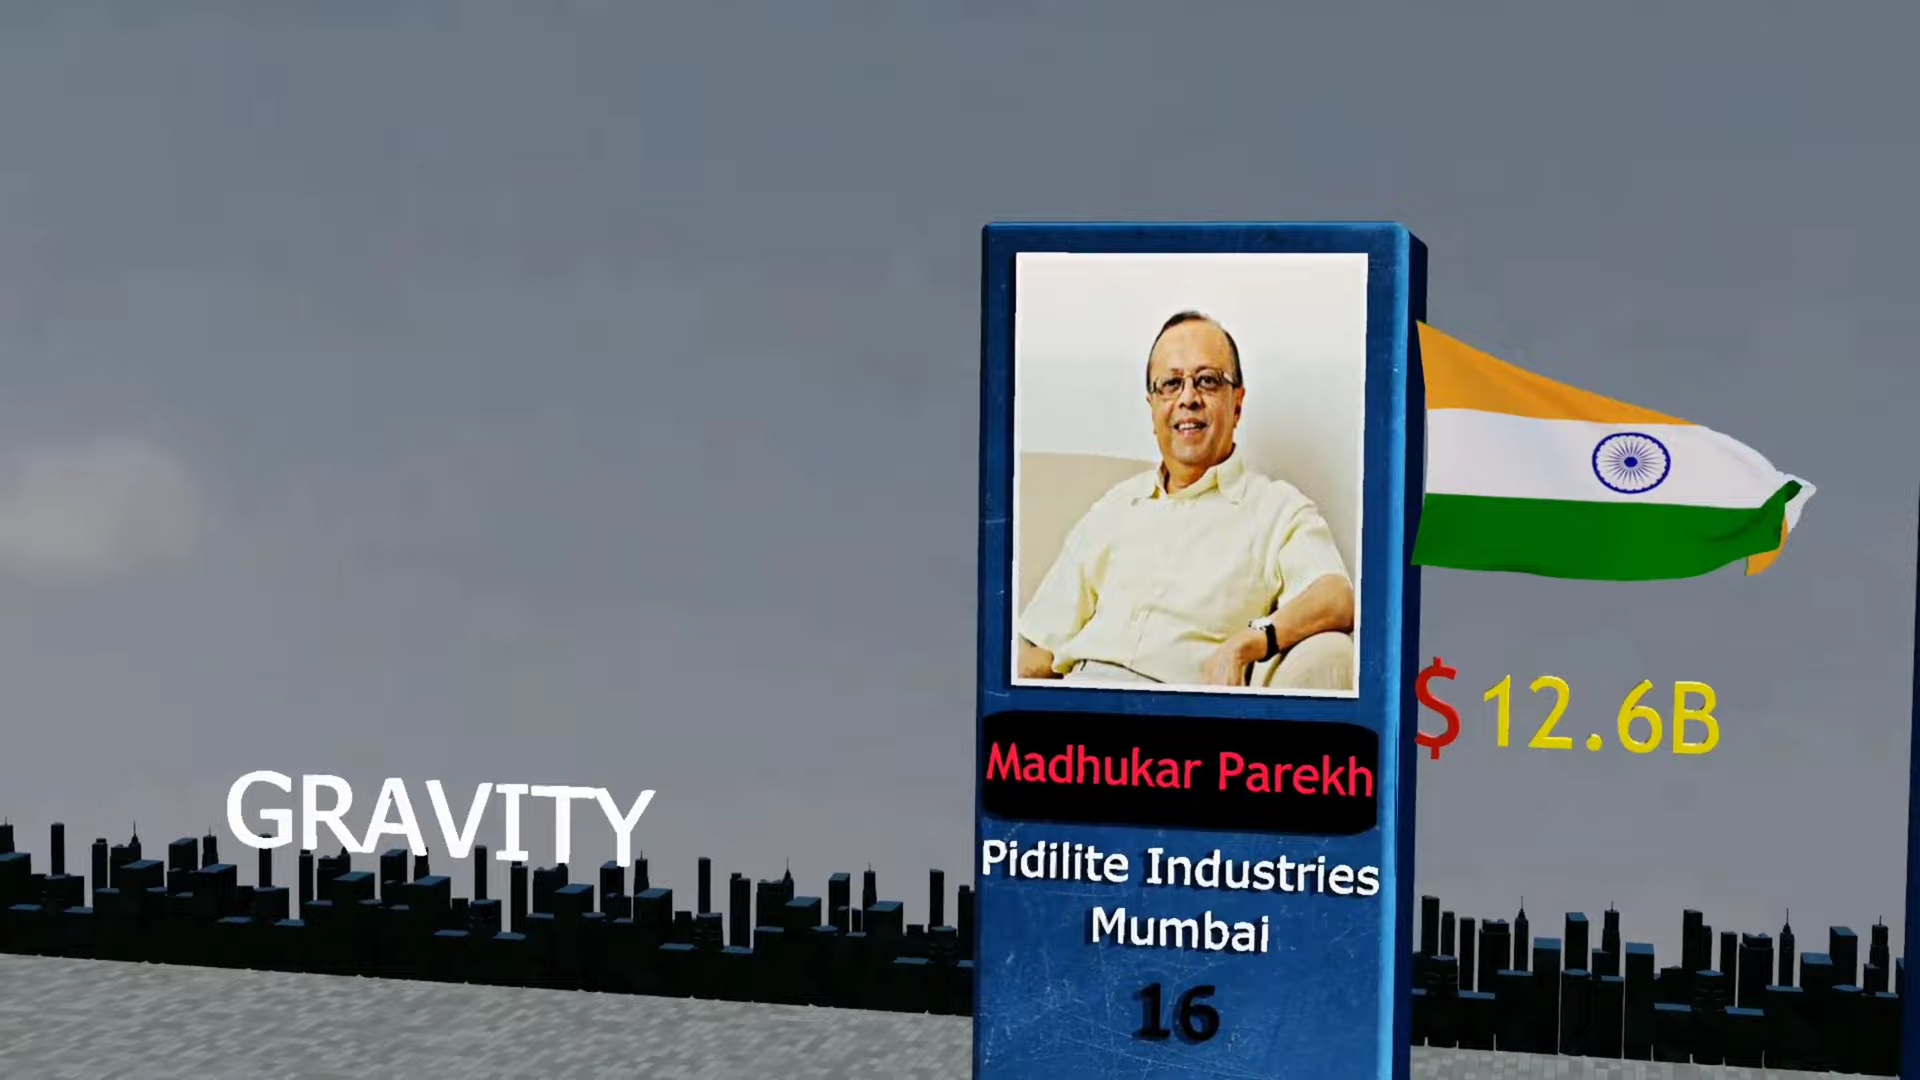 GRAVITY
Madhukar Parekh
$ 12.6B
Pidilite Industries
Mumbai
16